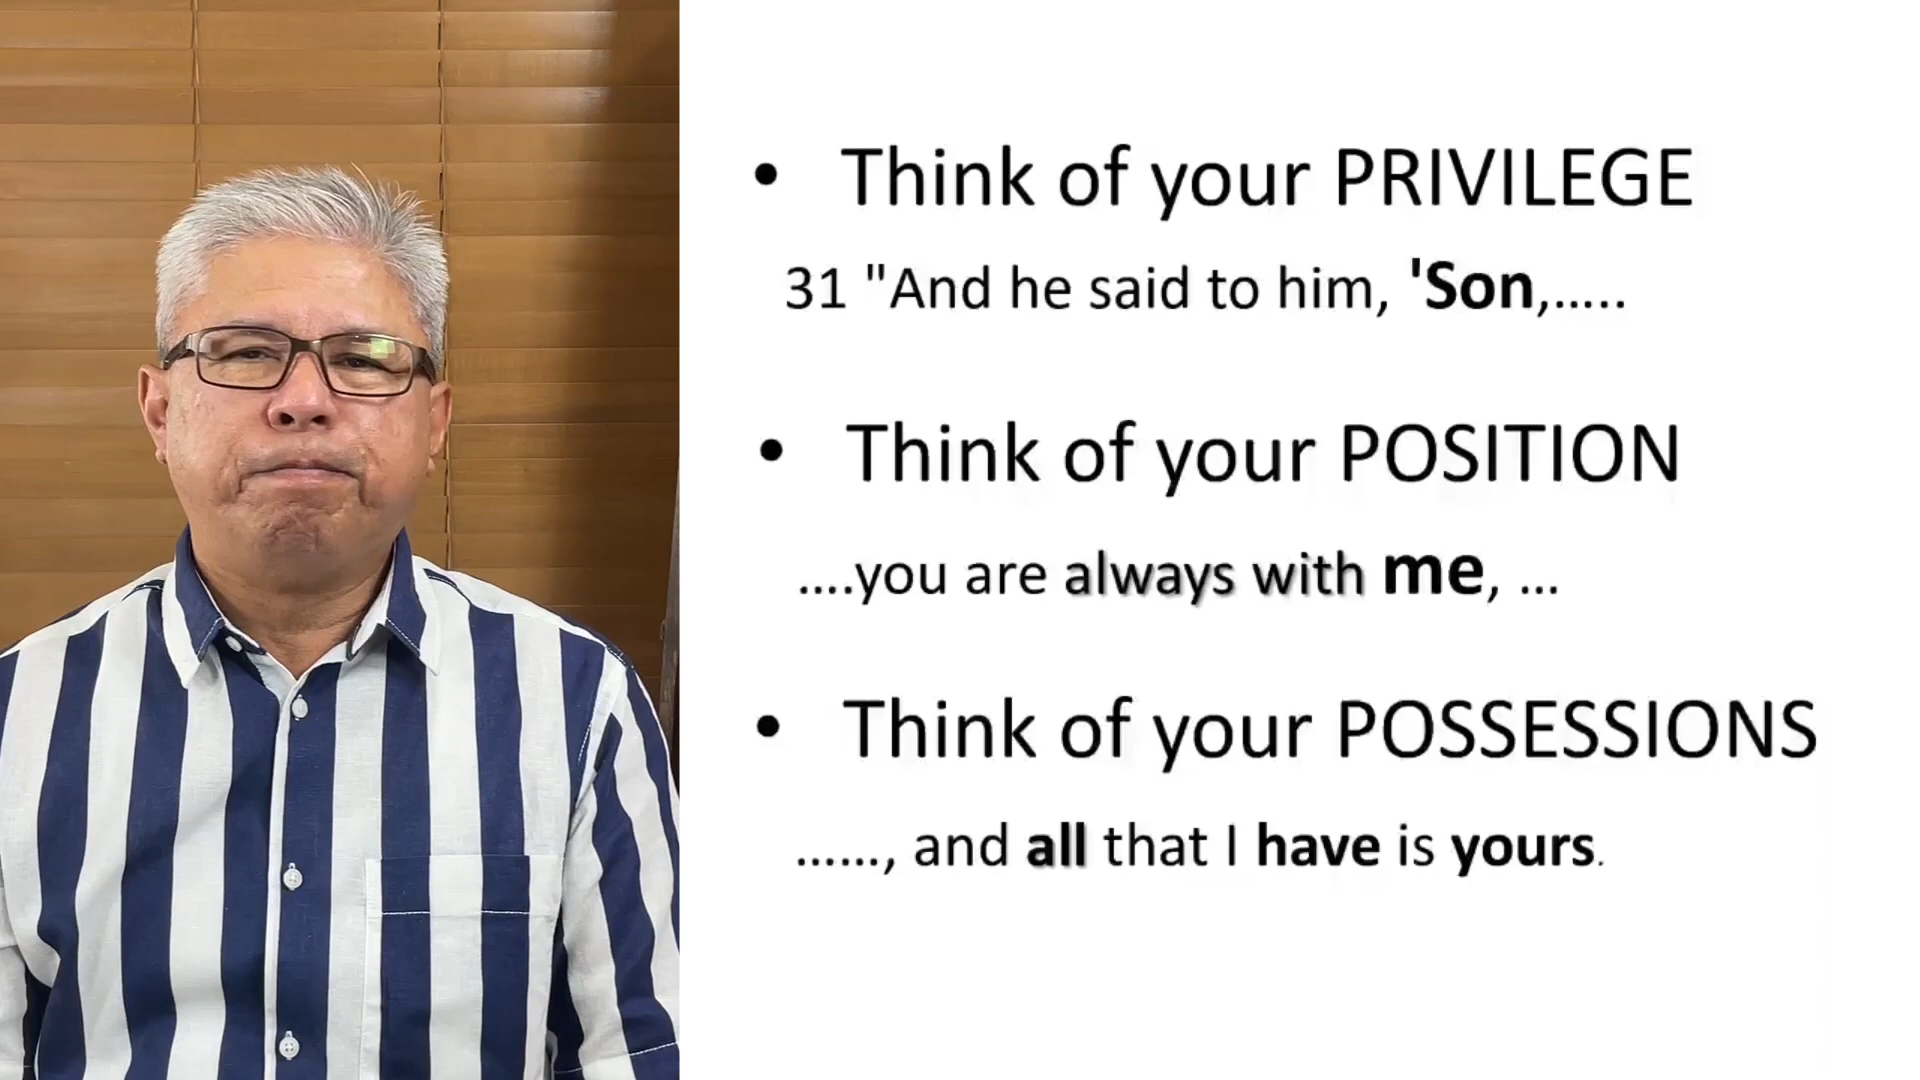 • Think of your PRIVILEGE
31 "And he said to him, 'Son,.....
• Think of your POSITION
....you are always with me, ...
• Think of your POSSESSIONS
......, and all that I have is yours.